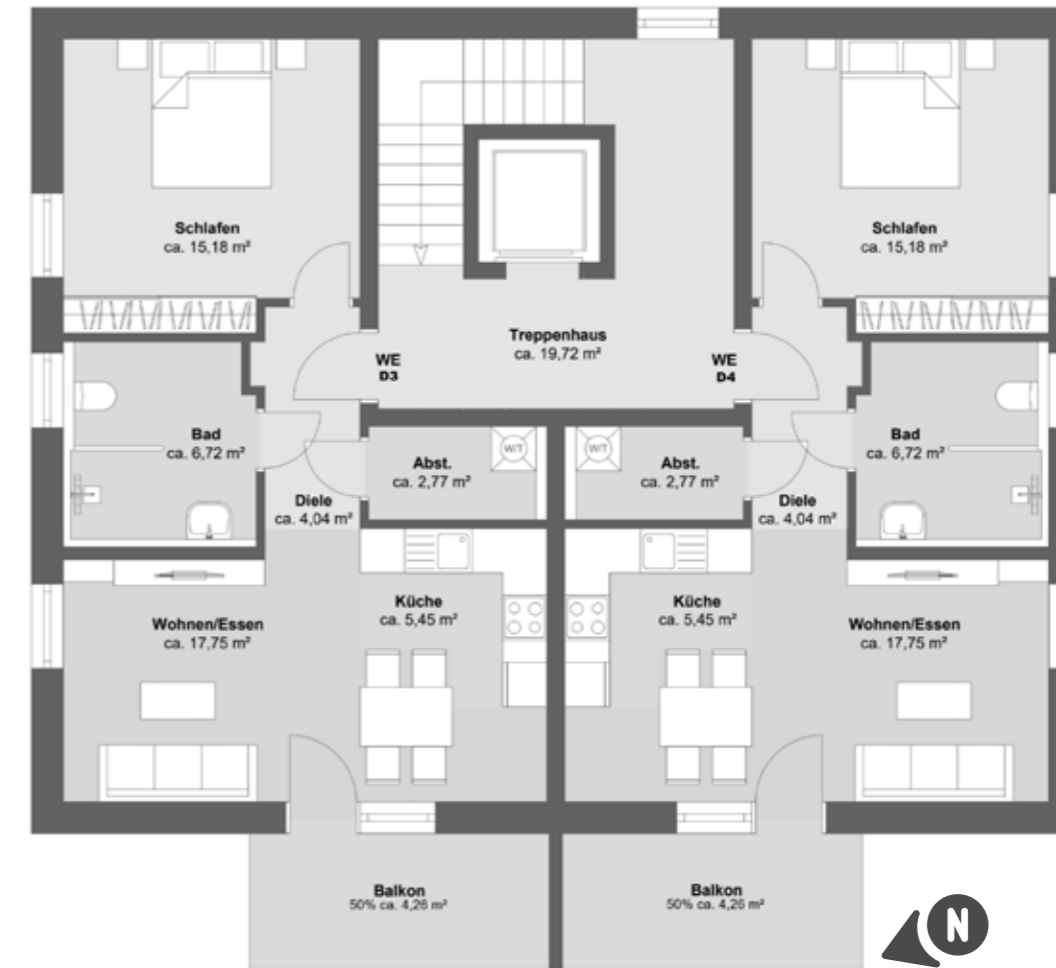 Schlafen
ca. 15,18 m²
Schlafen
ca. 15,18 m²
Treppenhaus
ca. 19,72 m²
WE
D3
WE
D4
Bad
ca. 6,72 m²
Abst.
ca. 2,77 m²
W/T
W/T
Abst.
ca. 2,77 m²
Bad
ca. 6,72 m²
Diele
ca. 4,04 m²
Diele
ca. 4,04 m²
Wohnen/Essen
ca. 17,75 m²
Küche
ca. 5,45 m²
Küche
ca. 5,45 m²
Wohnen/Essen
ca. 17,75 m²
Balkon
50% ca. 4,26 m²
Balkon
50% ca. 4,26 m²
N